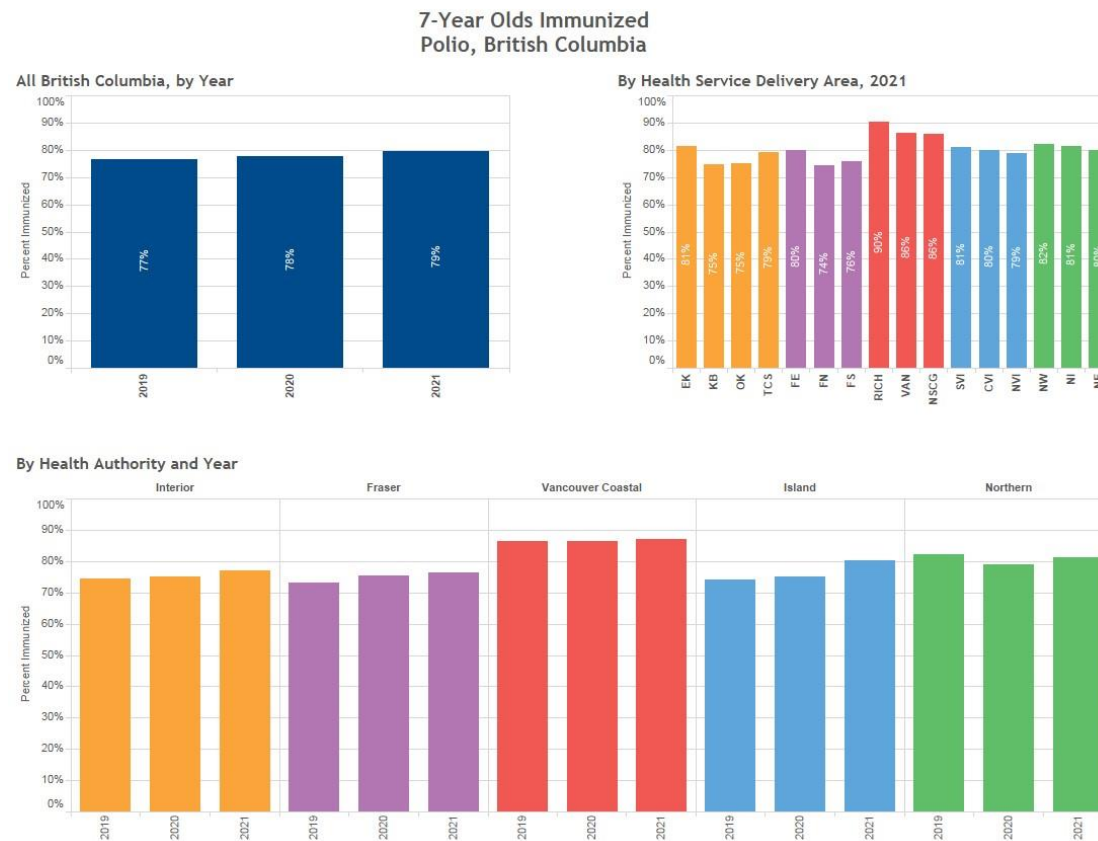 7-Year Olds Immunized
Polio, British Columbia
All British Columbia, by Year
100%
90%
80%
70%
60%
50%
40%
30%
20%
10%
0%
Percent Immunized
77%
78%
79%
2019
2020
2021
By Health Service Delivery Area, 2021
100%
90%
80%
70%
60%
50%
40%
30%
20%
10%
0%
Percent Immunized
81%
75%
75%
79%
80%
74%
76%
90%
86%
86%
81%
80%
79%
82%
81%
80%
EK
KB
OK
TCS
FE
FN
FS
RICH
VAN
NSCG
SVI
CVI
NVI
NW
NI
NE
By Health Authority and Year
Interior
Fraser
Vancouver Coastal
Island
Northern
100%
90%
80%
70%
60%
50%
40%
30%
20%
10%
0%
Percent Immunized
2019
2020
2021
2019
2020
2021
2019
2020
2021
2019
2020
2021
2019
2020
2021